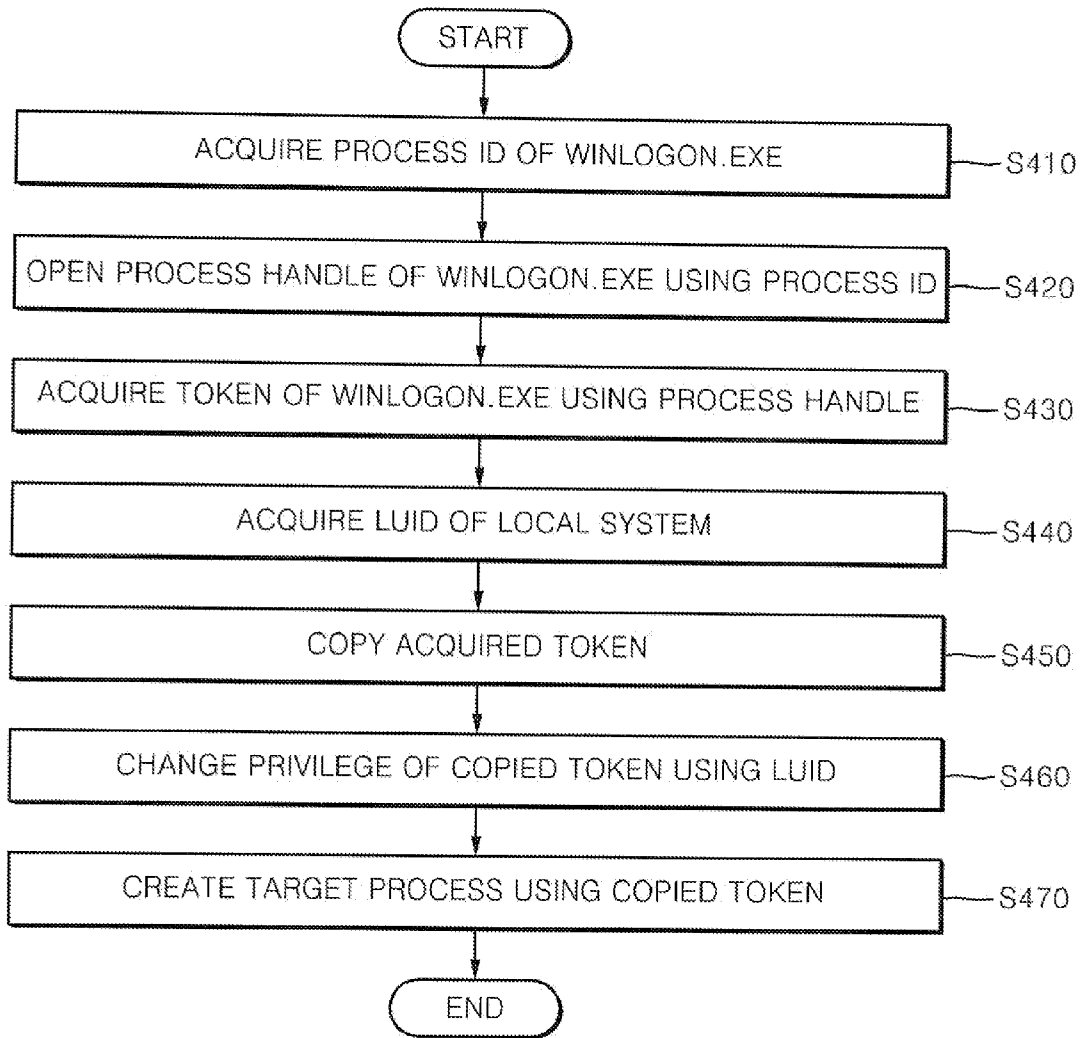 START
ACQUIRE PROCESS ID OF WINLOGON.EXE
S410
OPEN PROCESS HANDLE OF WINLOGON.EXE USING PROCESS ID
S420
ACQUIRE TOKEN OF WINLOGON.EXE USING PROCESS HANDLE
S430
ACQUIRE LUID OF LOCAL SYSTEM
S440
COPY ACQUIRED TOKEN
S450
CHANGE PRIVILEGE OF COPIED TOKEN USING LUID
S460
CREATE TARGET PROCESS USING COPIED TOKEN
S470
END